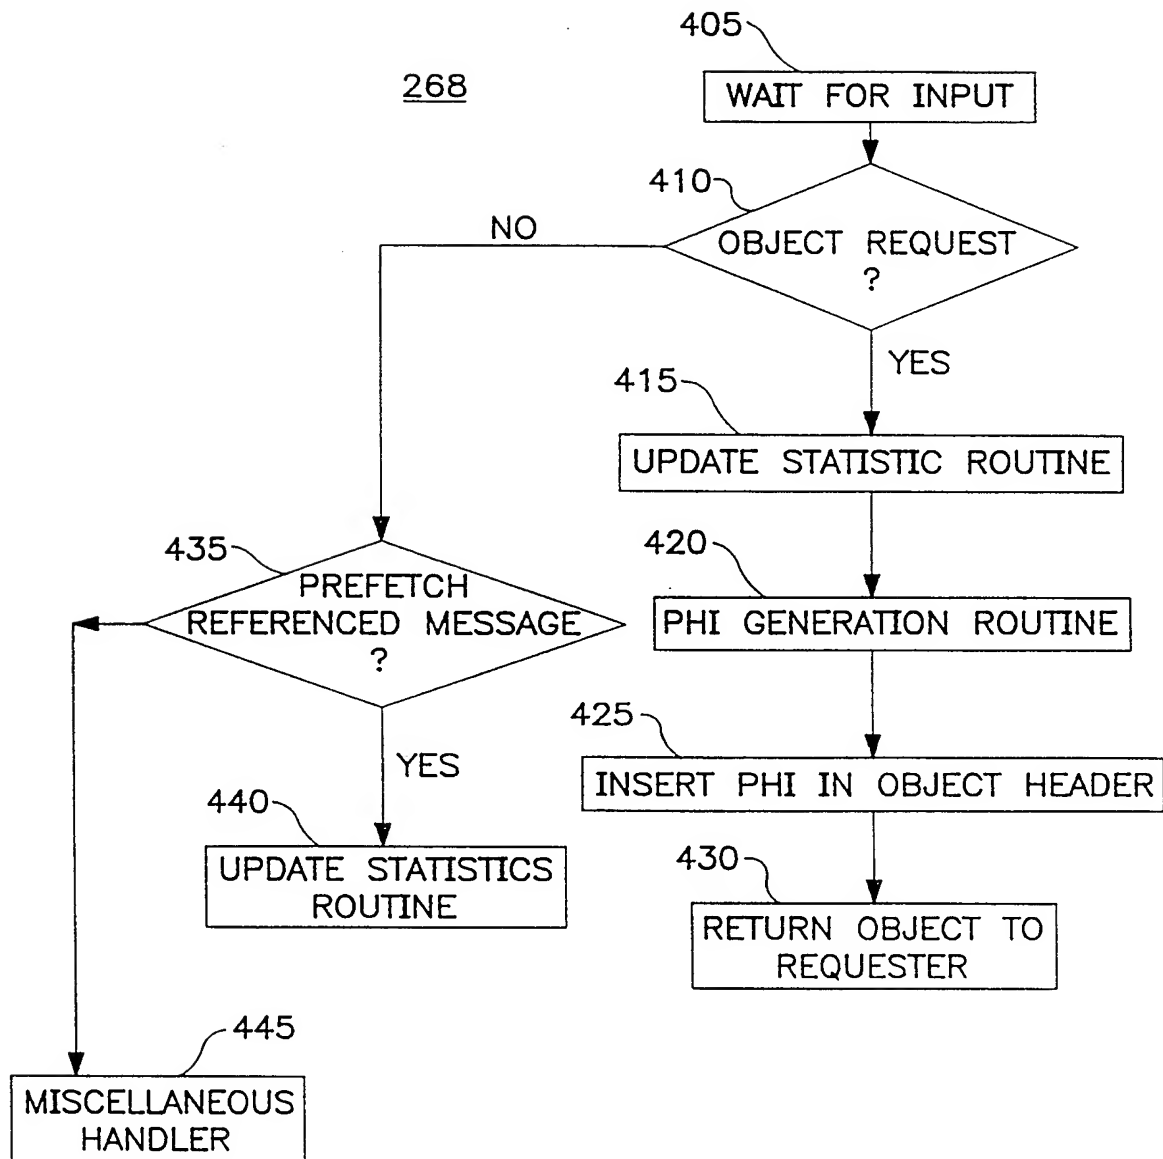 405
268
WAIT FOR INPUT
410
NO
OBJECT REQUEST
?
YES
415
UPDATE STATISTIC ROUTINE
435
PREFETCH
REFERENCED MESSAGE
?
420
PHI GENERATION ROUTINE
425
YES
INSERT PHI IN OBJECT HEADER
440
UPDATE STATISTICS
ROUTINE
430
RETURN OBJECT TO
REQUESTER
445
MISCELLANEOUS
HANDLER